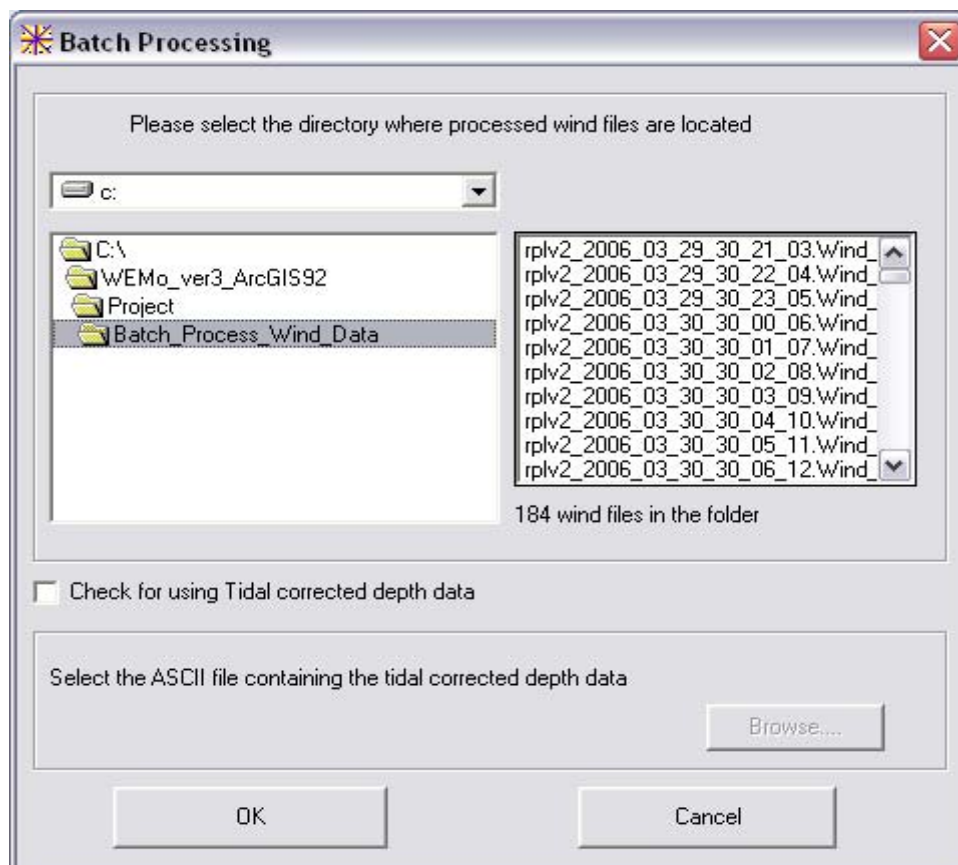 Batch Processing
Please select the directory where processed wind files are located
c:
C:\
WEMo_ver3_ArcGIS92
Project
Batch_Process_Wind_Data
rplv2_2006_03_29_30_21_03.Wind_
rplv2_2006_03_29_30_22_04.Wind_
rplv2_2006_03_29_30_23_05.Wind_
rplv2_2006_03_30_30_00_06.Wind_
rplv2_2006_03_30_30_01_07.Wind_
rplv2_2006_03_30_30_02_08.Wind_
rplv2_2006_03_30_30_03_09.Wind_
rplv2_2006_03_30_30_04_10.Wind_
rplv2_2006_03_30_30_05_11.Wind_
rplv2_2006_03_30_30_06_12.Wind_
184 wind files in the folder
Check for using Tidal corrected depth data
Select the ASCII file containing the tidal corrected depth data
Browse....
OK
Cancel